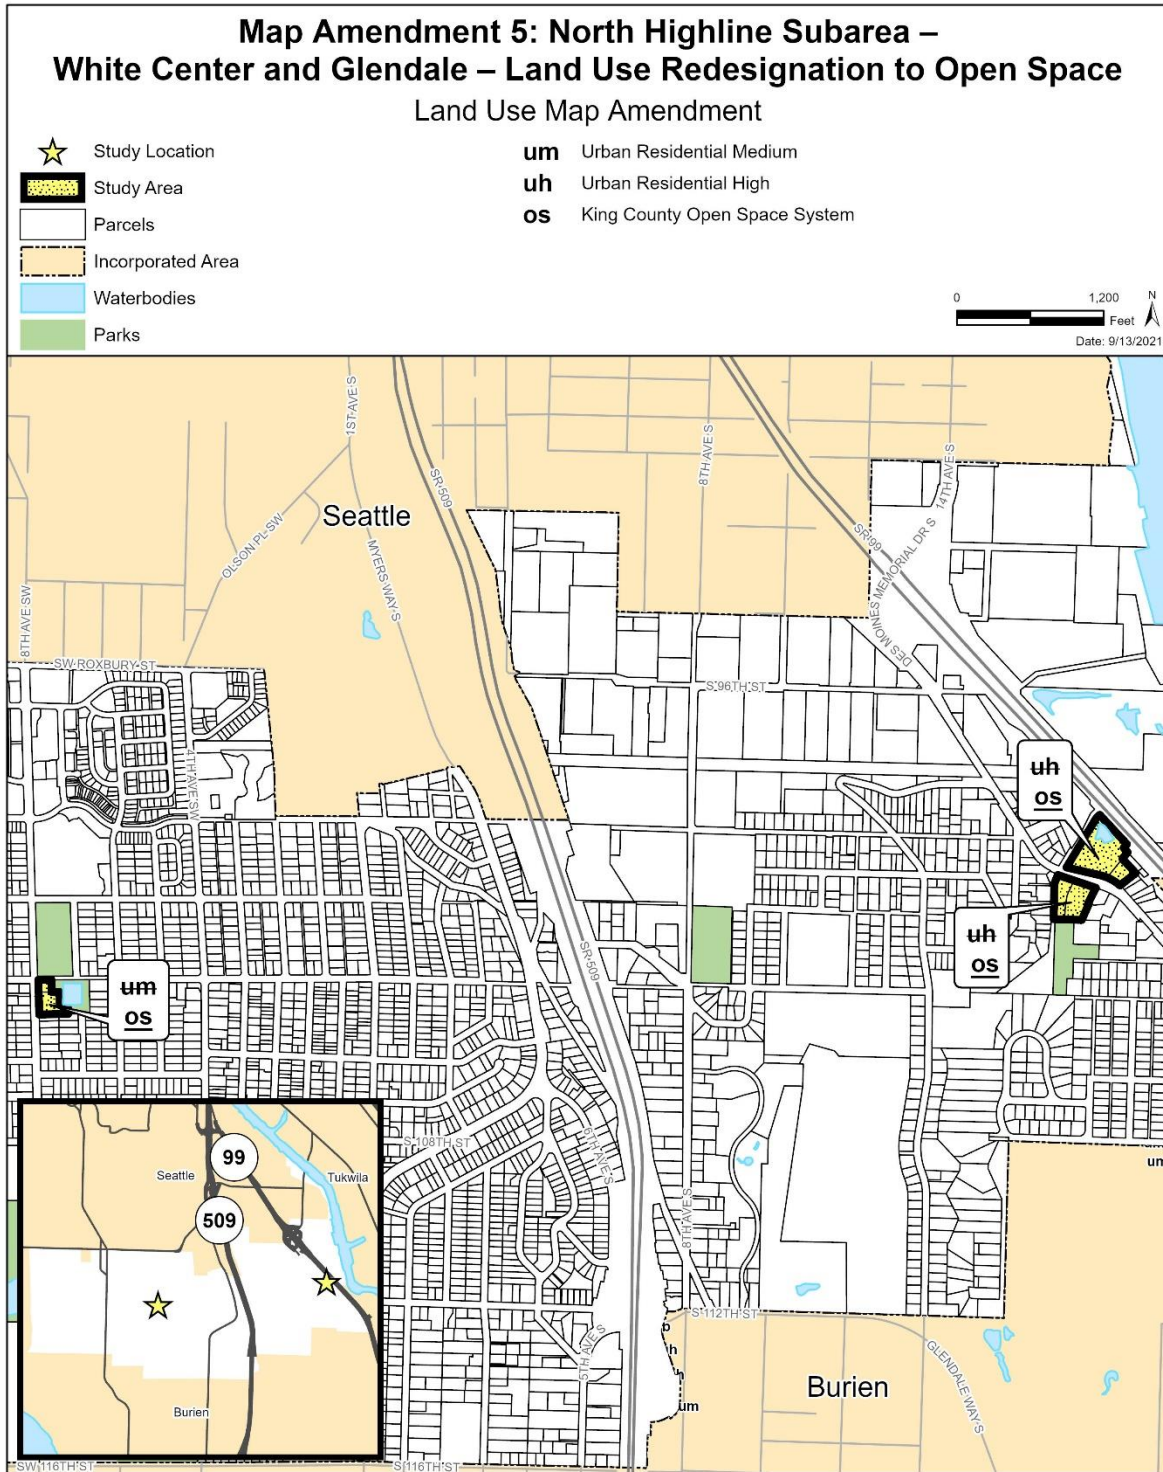 Map Amendment 5: North Highline Subarea –
White Center and Glendale – Land Use Redesignation to Open Space
Land Use Map Amendment
Study Location
Study Area
Parcels
Incorporated Area
Waterbodies
Parks
um Urban Residential Medium
uh Urban Residential High
os King County Open Space System
0 1,200
Feet
N
Date: 9/13/2021
1ST AVE S
SR 509
8TH AVE S
14TH AVE S
Seattle
OLSON PL SW
MYERS WAY S
SR 99
DES MOINES MEMORIAL DR S
8TH AVE SW
SW ROXBURY ST
S 96TH ST
4TH AVE SW
uh
os
uh
os
SR 509
um
os
S 108TH ST
6TH AVE S
8TH AVE S
um
99
Seattle
Tukwila
509
Burien
S 112TH ST
5TH AVE S
GLENDALE WAY S
Burien
um
SW 116TH ST
S 116TH ST